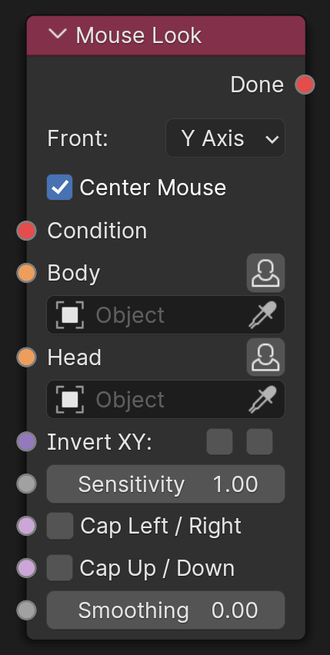 Mouse Look
Done
Front: Y Axis
Center Mouse
Condition
Body
Object
Head
Object
Invert XY:
Sensitivity 1.00
Cap Left / Right
Cap Up / Down
Smoothing 0.00